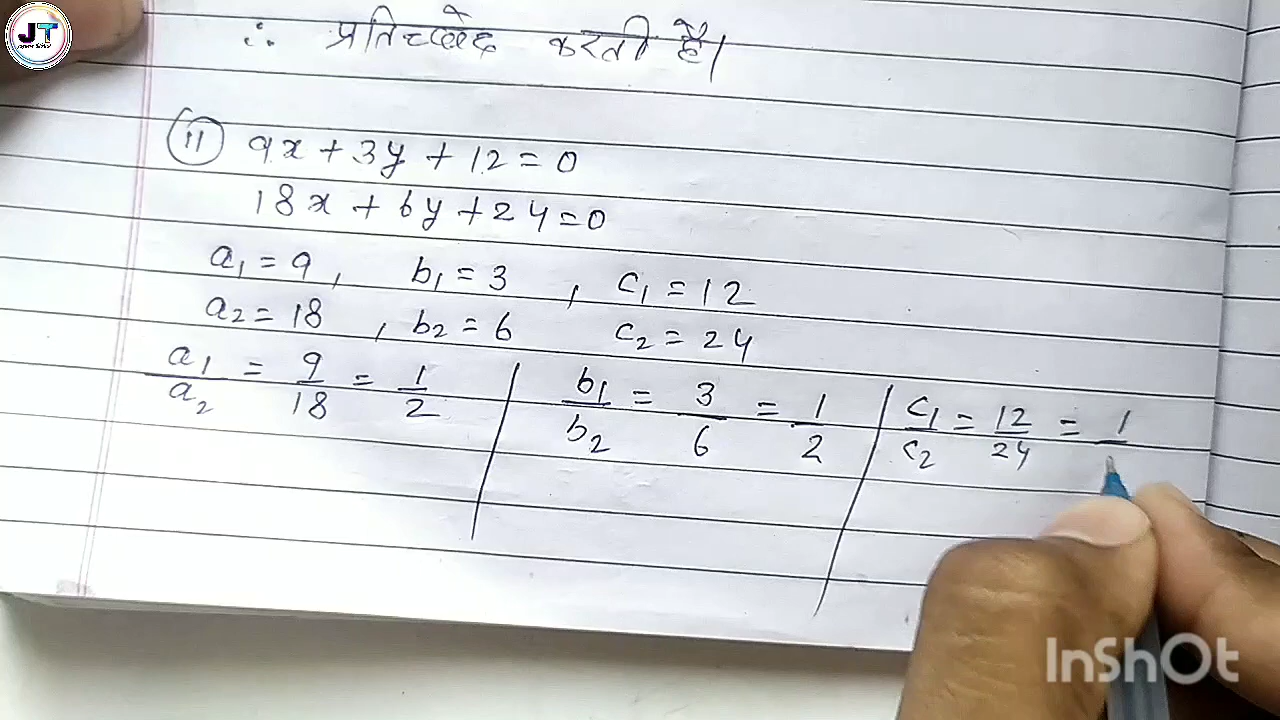 JT
∴ प्रतिच्छेद करती है।
(ii) 9x + 3y + 12 = 0
18x + 6y + 24 = 0
a₁ = 9, b₁ = 3, c₁ = 12
a₂ = 18, b₂ = 6 c₂ = 24
a₁/a₂ = 9/18 = 1/2 | b₁/b₂ = 3/6 = 1/2 | c₁/c₂ = 12/24 = 1/
InShOt